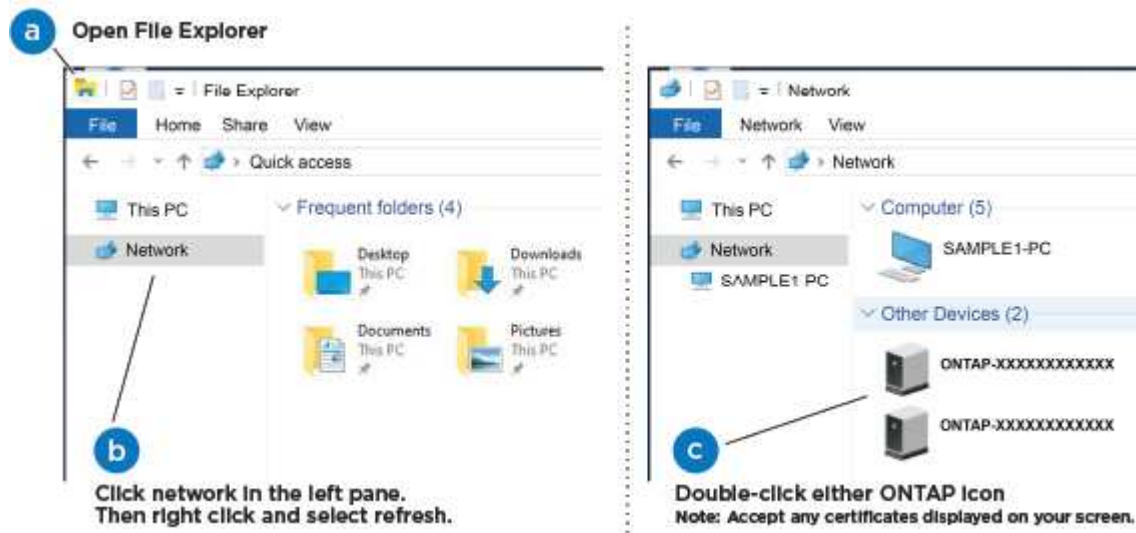 a Open File Explorer
File Explorer
File Home Share View
Quick access
This PC
Network
Frequent folders (4)
Desktop
This PC
Downloads
This PC
Documents
This PC
Pictures
This PC
b
Click network in the left pane.
Then right click and select refresh.
Network
File Network View
Network
This PC
Network
SAMPLE1 PC
Computer (5)
SAMPLE1-PC
Other Devices (2)
ONTAP-XXXXXXXXXXXX
ONTAP-XXXXXXXXXXXX
c
Double-click either ONTAP icon
Note: Accept any certificates displayed on your screen.